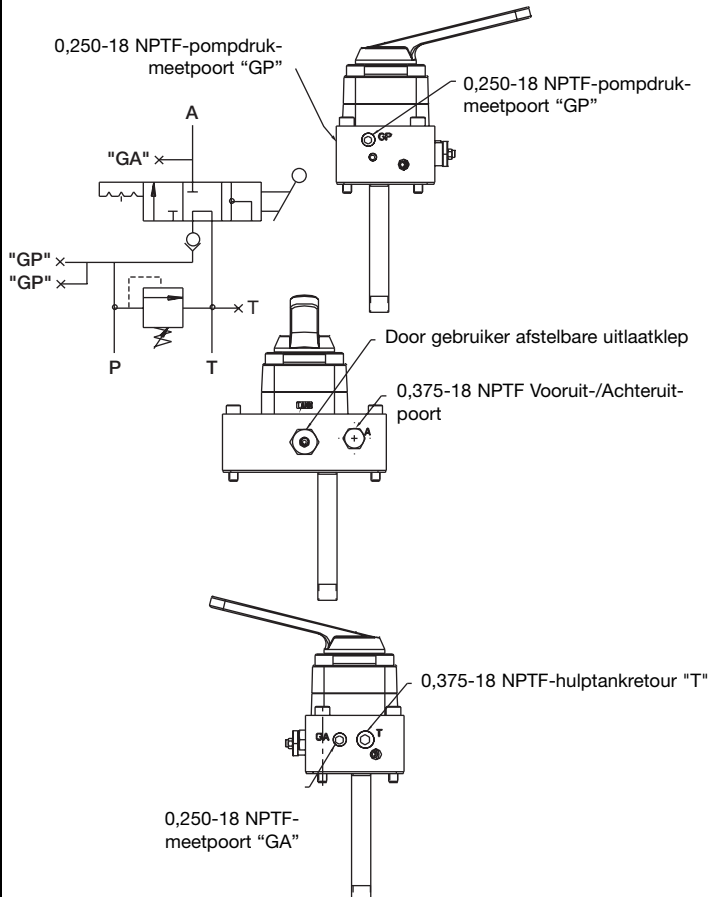 0,250-18 NPTF-pompdruk-
meetpoort “GP”
0,250-18 NPTF-pompdruk-
meetpoort “GP”
GP
A
"GA"
"GP"
"GP"
T
P
T
Door gebruiker afstelbare uitlaatklep
0,375-18 NPTF Vooruit-/Achteruit-
poort
A
0,375-18 NPTF-hulptankretour "T"
GA
T
0,250-18 NPTF-
meetpoort “GA”